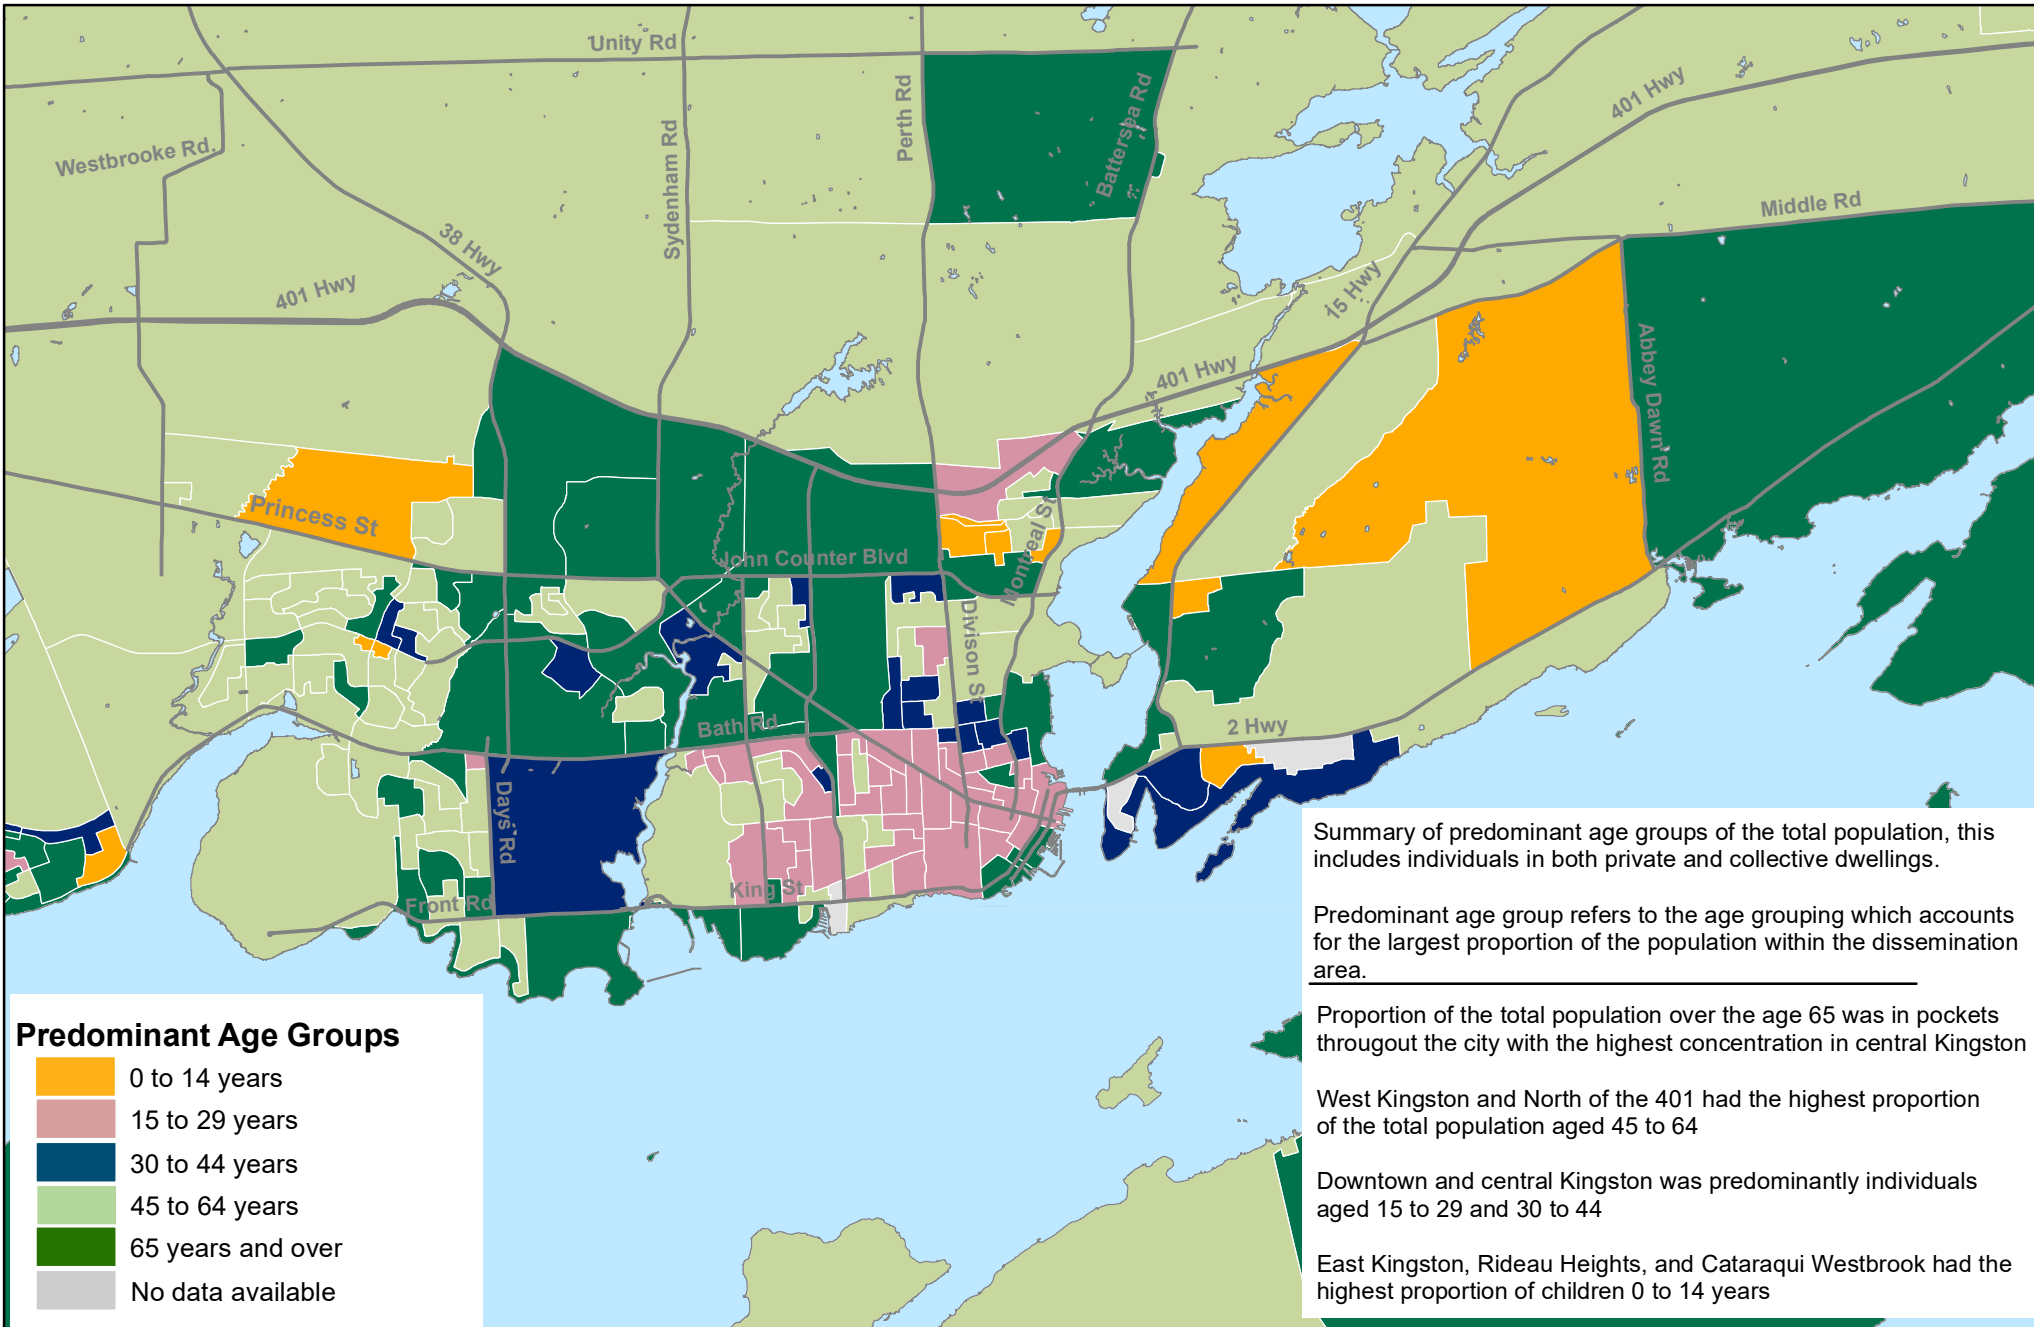 Unity Rd
Perth Rd
Battersea Rd
401 Hwy
Westbrooke Rd.
Sydenham Rd
Middle Rd
38 Hwy
15 Hwy
401 Hwy
401 Hwy
Abbey Dawn Rd
Princess St
Montreal St
John Counter Blvd
Divison St
Bath Rd
2 Hwy
Days Rd
King St
Front Rd
Summary of predominant age groups of the total population, this
includes individuals in both private and collective dwellings.
Predominant age group refers to the age grouping which accounts
for the largest proportion of the population within the dissemination
area.
Proportion of the total population over the age 65 was in pockets
througout the city with the highest concentration in central Kingston
West Kingston and North of the 401 had the highest proportion
of the total population aged 45 to 64
Downtown and central Kingston was predominantly individuals
aged 15 to 29 and 30 to 44
East Kingston, Rideau Heights, and Cataraqui Westbrook had the
highest proportion of children 0 to 14 years
Predominant Age Groups
0 to 14 years
15 to 29 years
30 to 44 years
45 to 64 years
65 years and over
No data available